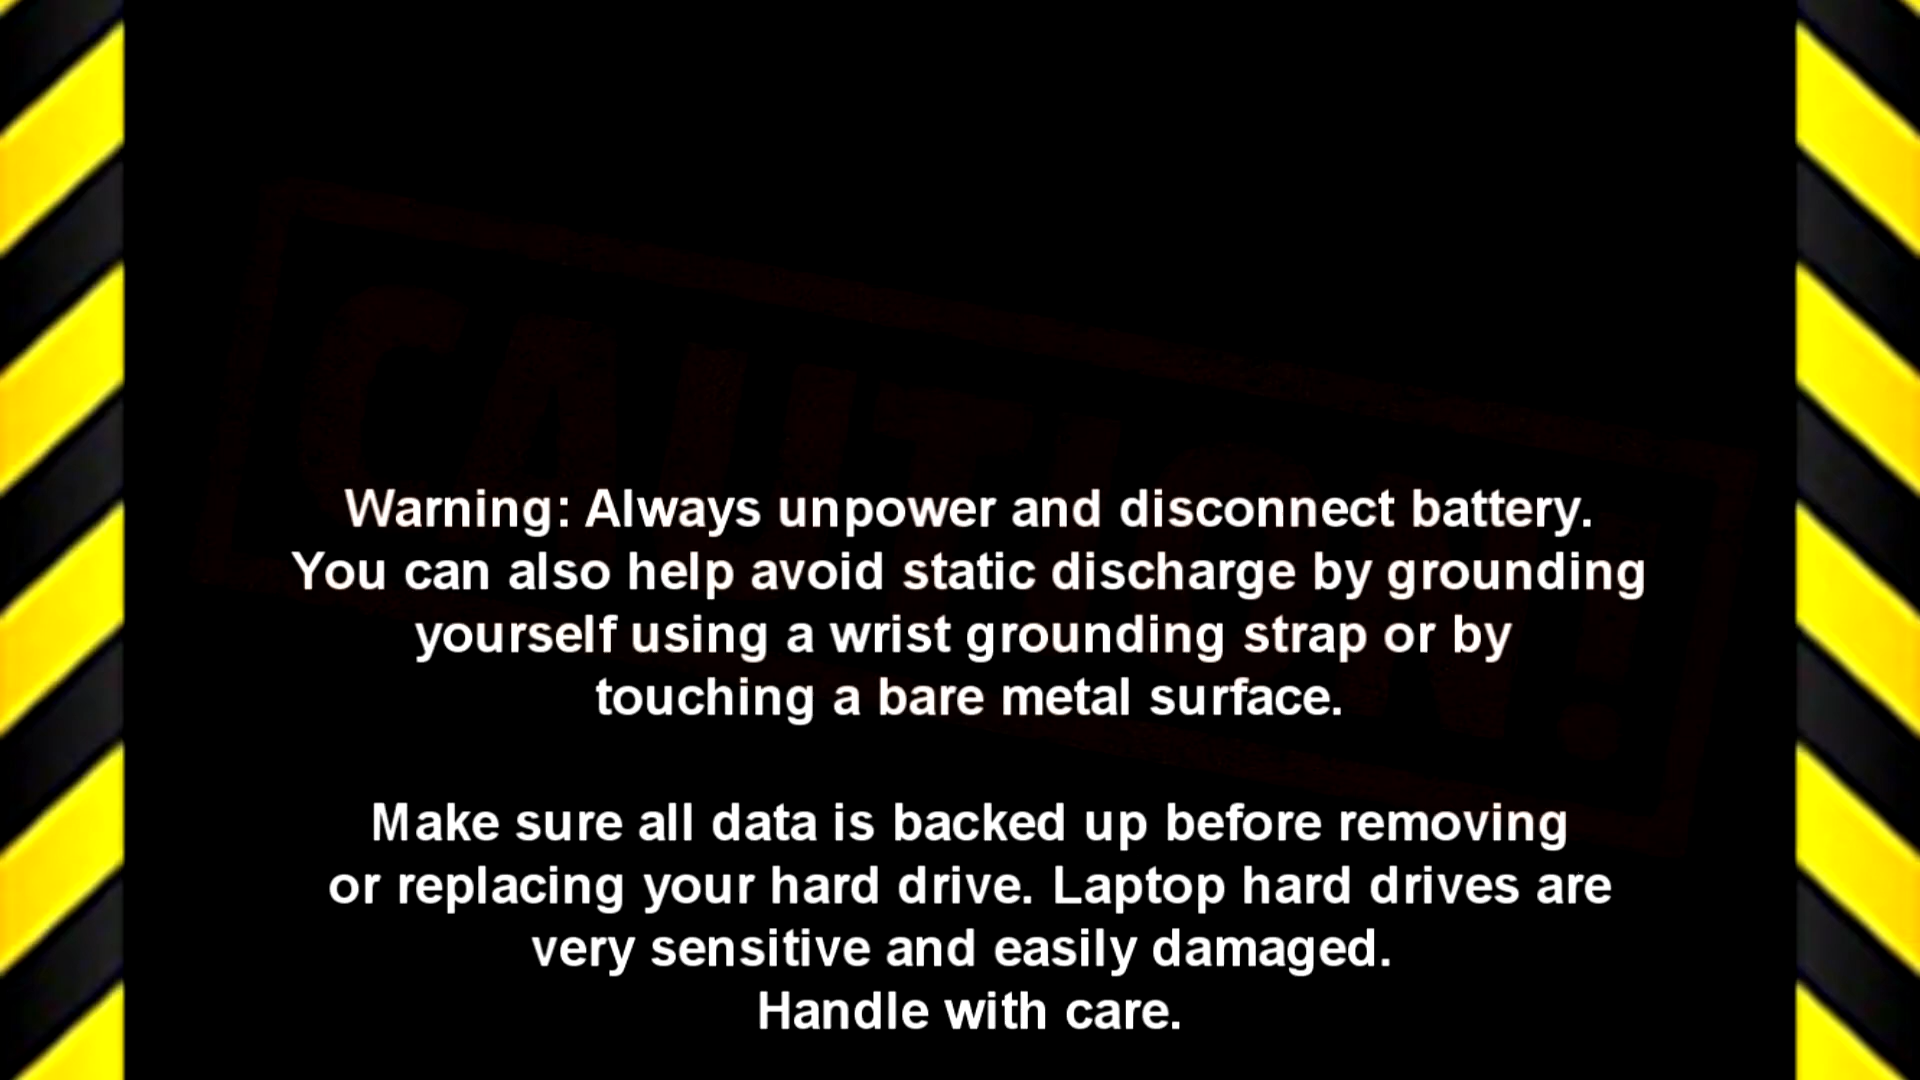 CAUTION!
Warning: Always unpower and disconnect battery.
You can also help avoid static discharge by grounding
yourself using a wrist grounding strap or by
touching a bare metal surface.
Make sure all data is backed up before removing
or replacing your hard drive. Laptop hard drives are
very sensitive and easily damaged.
Handle with care.